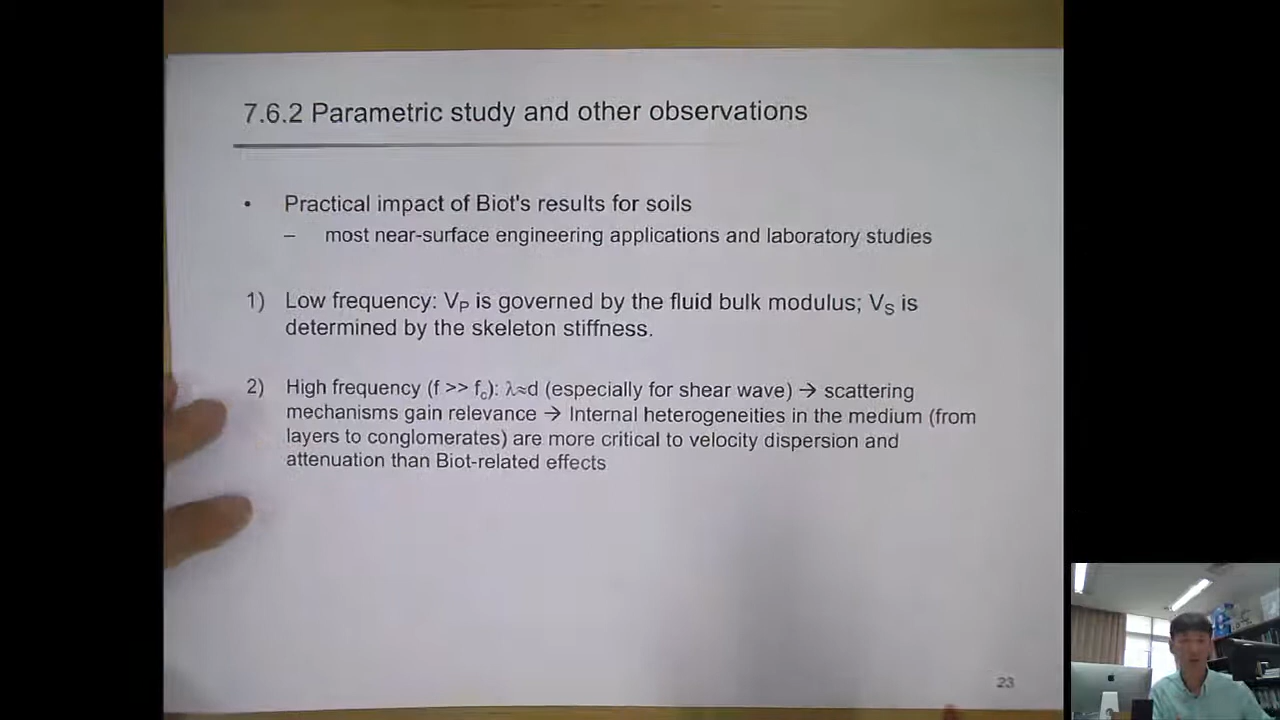 7.6.2 Parametric study and other observations
• Practical impact of Biot's results for soils
– most near-surface engineering applications and laboratory studies
1) Low frequency: VP is governed by the fluid bulk modulus; VS is
determined by the skeleton stiffness.
2) High frequency (f >> fc): λ≈d (especially for shear wave) → scattering
mechanisms gain relevance → Internal heterogeneities in the medium (from
layers to conglomerates) are more critical to velocity dispersion and
attenuation than Biot-related effects
23